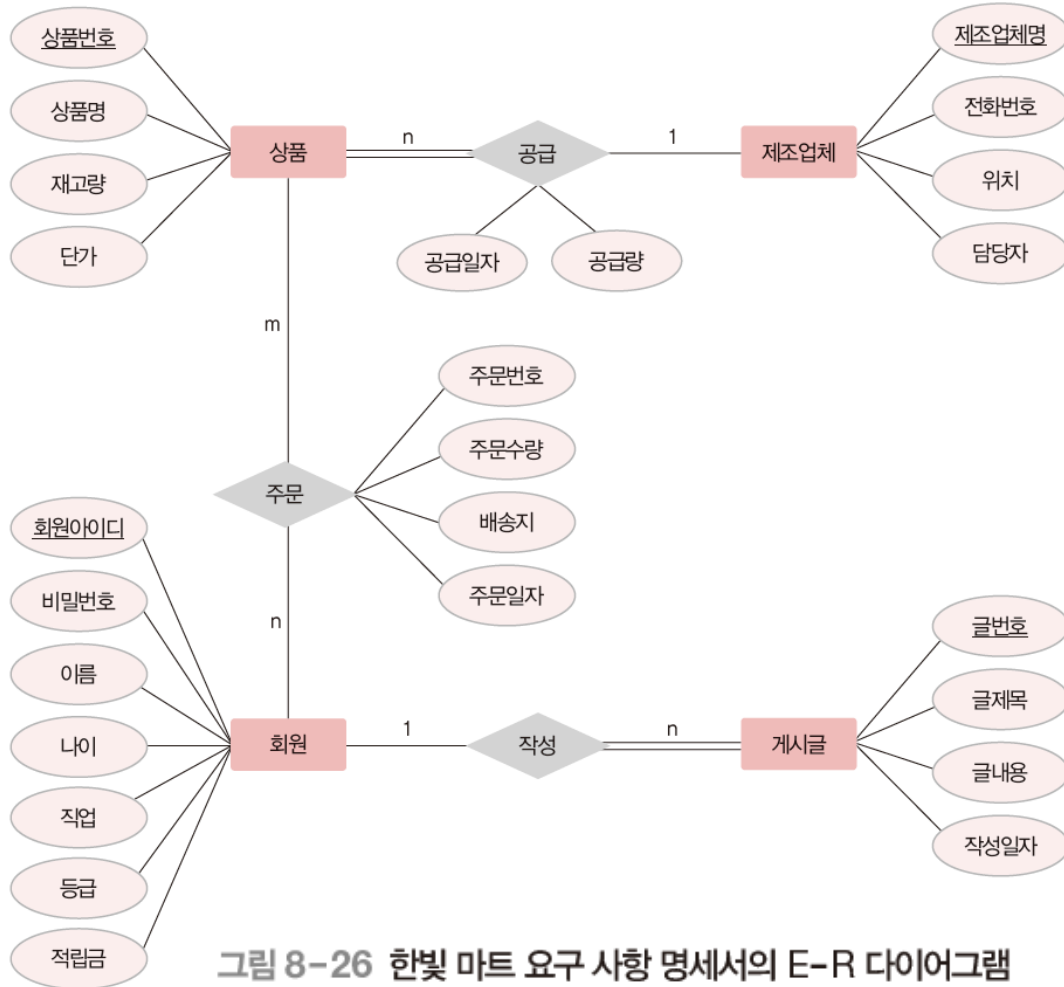 상품번호
상품명
재고량
단가
상품
n
공급
1
제조업체
제조업체명
전화번호
위치
담당자
공급일자
공급량
m
주문번호
주문수량
배송지
주문일자
주문
n
회원아이디
비밀번호
이름
나이
직업
등급
적립금
회원
1
작성
n
게시글
글번호
글제목
글내용
작성일자
그림 8-26 한빛 마트 요구 사항 명세서의 E-R 다이어그램